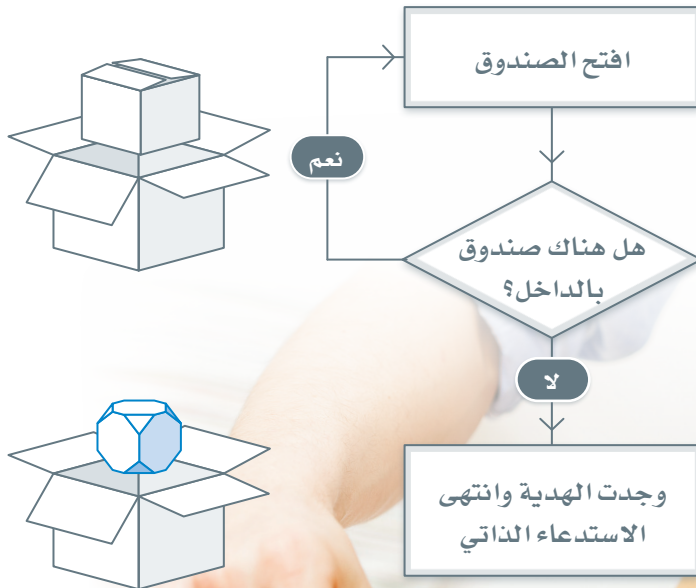 افتح الصندوق
نعم
هل هناك صندوق
بالداخل؟
لا
وجدت الهدية وانتهى
الاستدعاء الذاتي